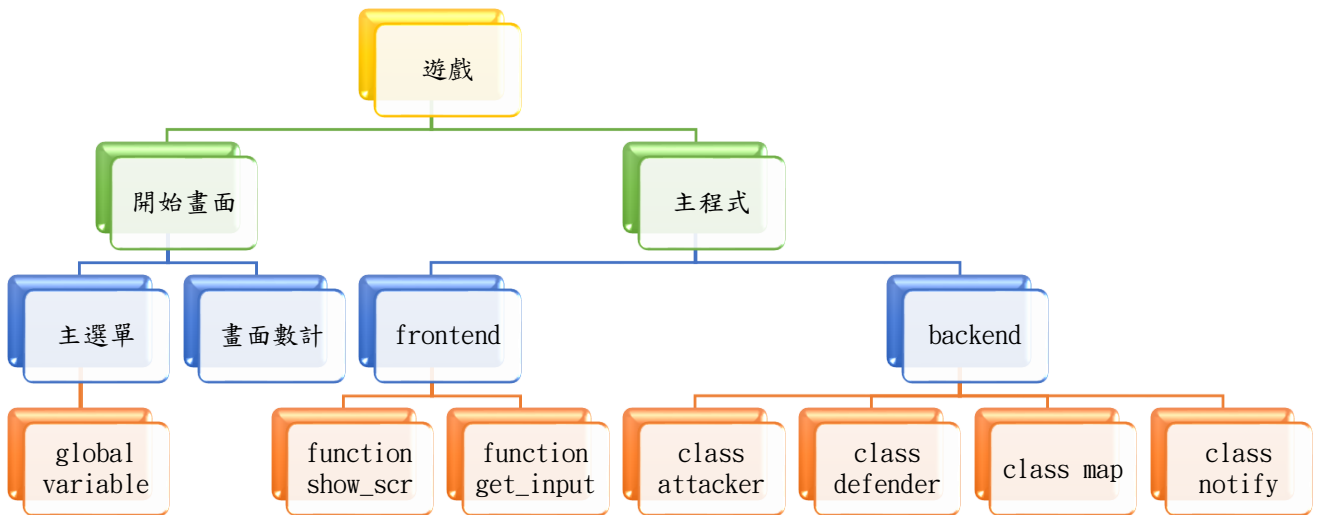 遊戲
開始畫面
主程式
主選單
畫面數計
frontend
backend
global
variable
function
show_scr
function
get_input
class
attacker
class
defender
class map
class
notify